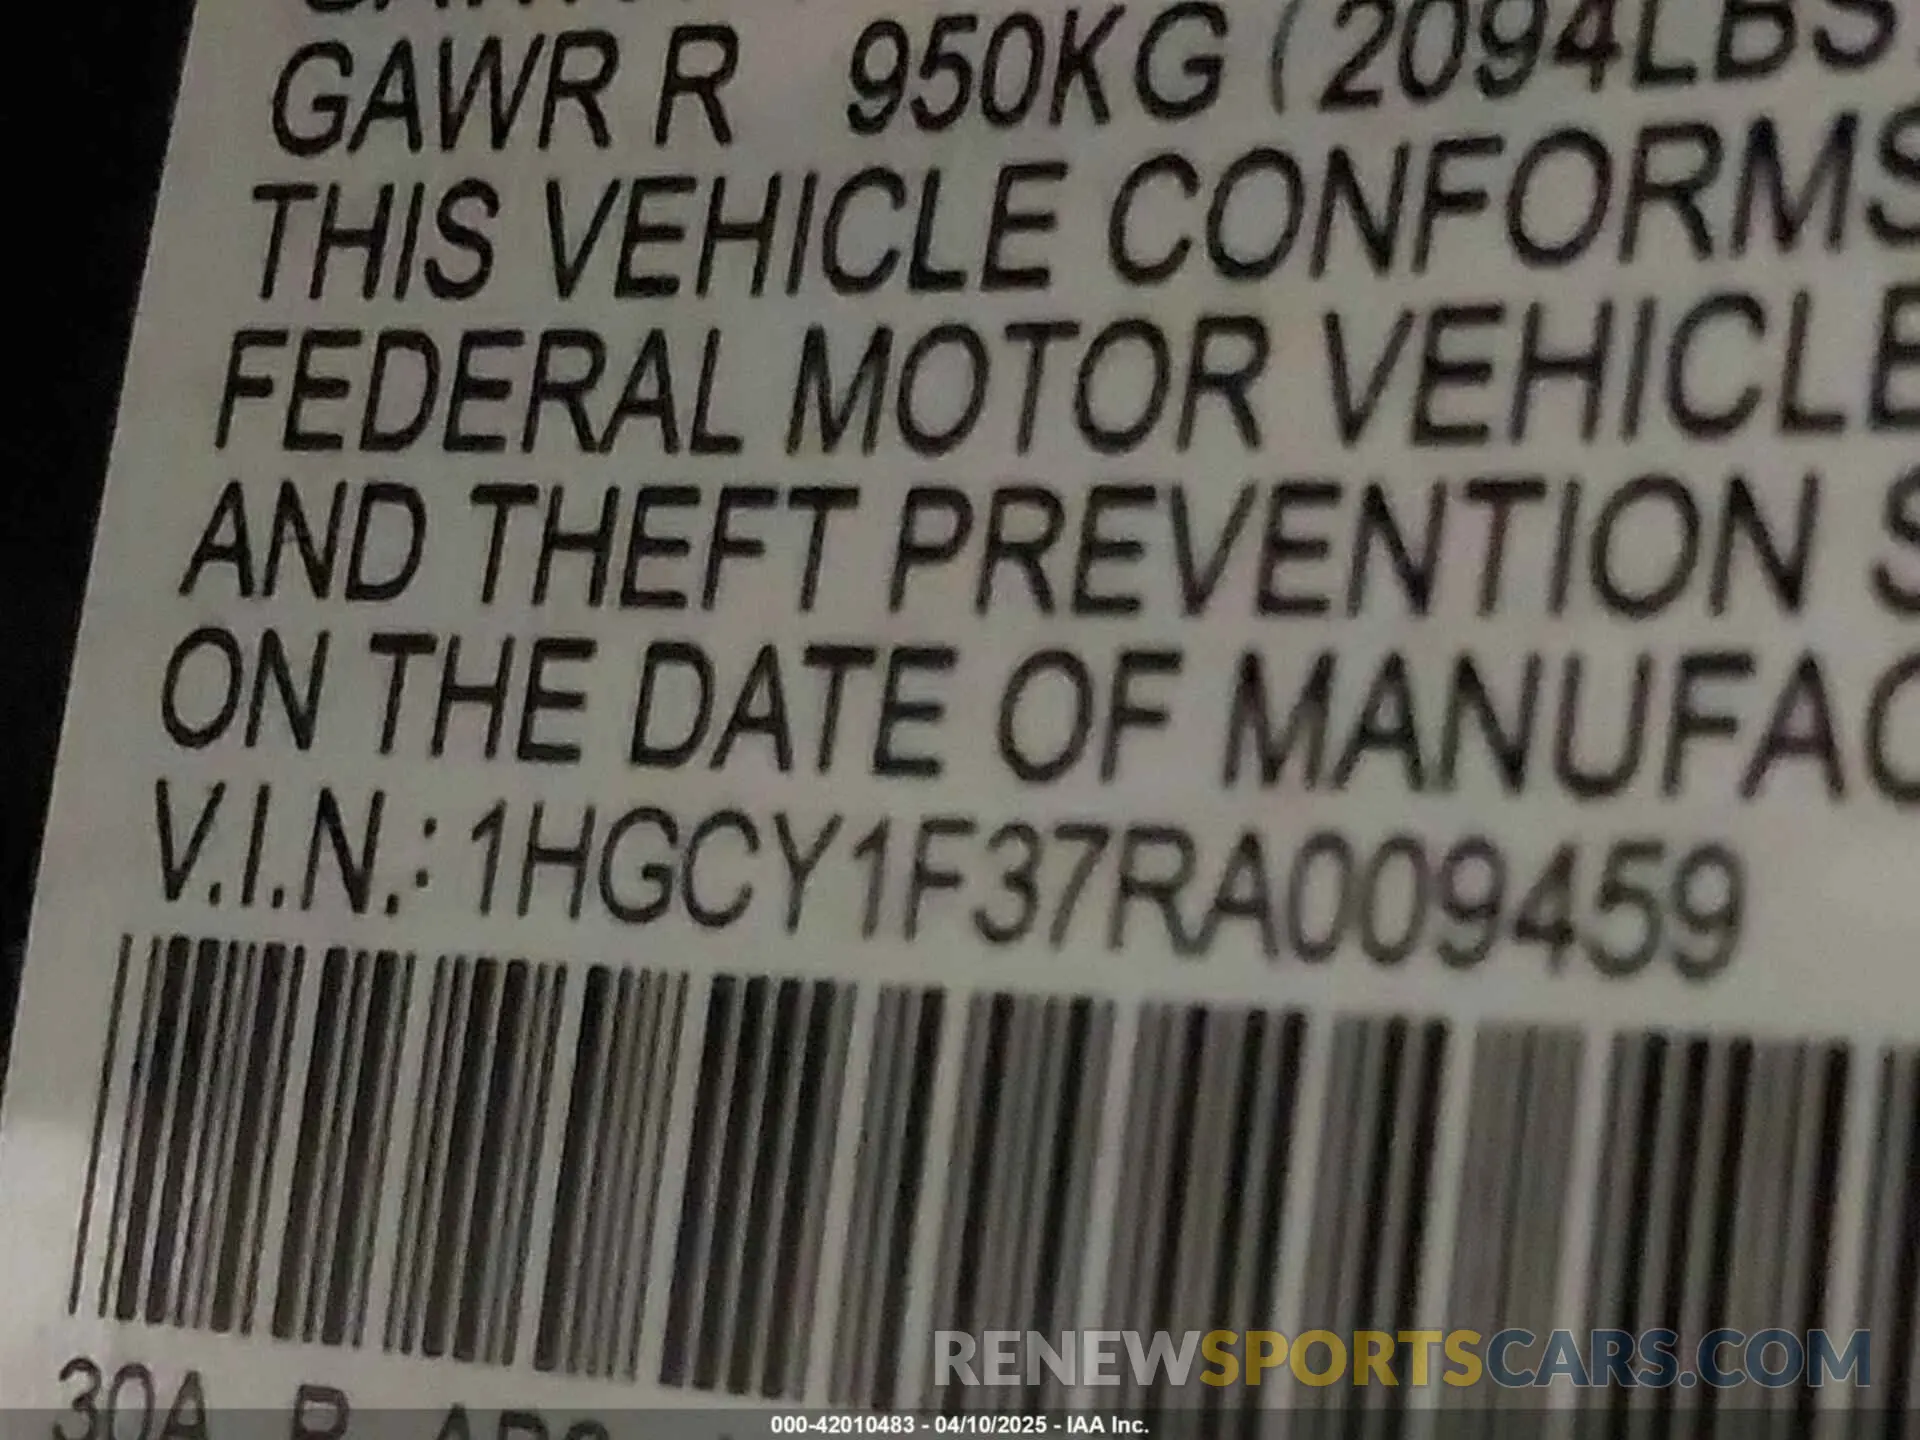 GAWR R 950KG (2094LBS
THIS VEHICLE CONFORMS
FEDERAL MOTOR VEHICLE
AND THEFT PREVENTION S
ON THE DATE OF MANUFAC
V.I.N.: 1HGCY1F37RA009459
30A
RENEWSPORTSCARS.COM
000-42010483 - 04/10/2025 - IAA Inc.